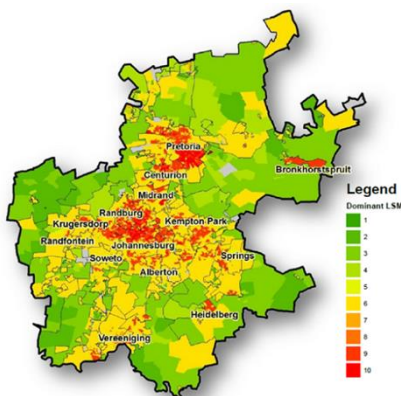 Pretoria
Bronkhorstspruit
Centurion
Midrand
Randburg
Krugersdorp
Kempton Park
Randfontein
Johannesburg
Soweto
Springs
Alberton
Heidelberg
Vereeniging
Legend
Dominant LSM
1
2
3
4
5
6
7
8
9
10